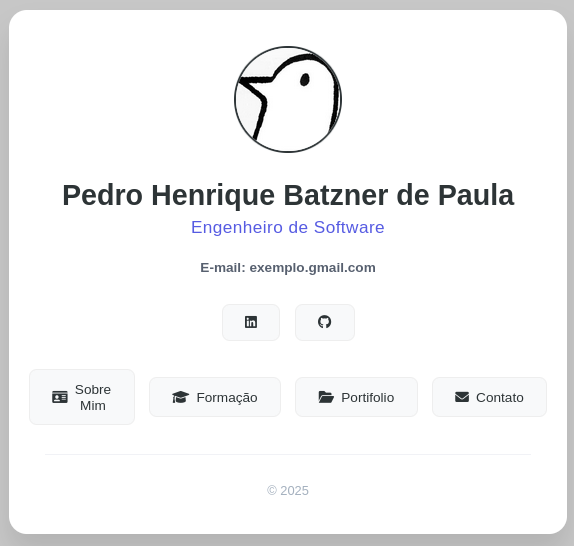 Pedro Henrique Batzner de Paula
Engenheiro de Software
E-mail: exemplo.gmail.com
Sobre
Mim
Formação
Portifolio
Contato
© 2025